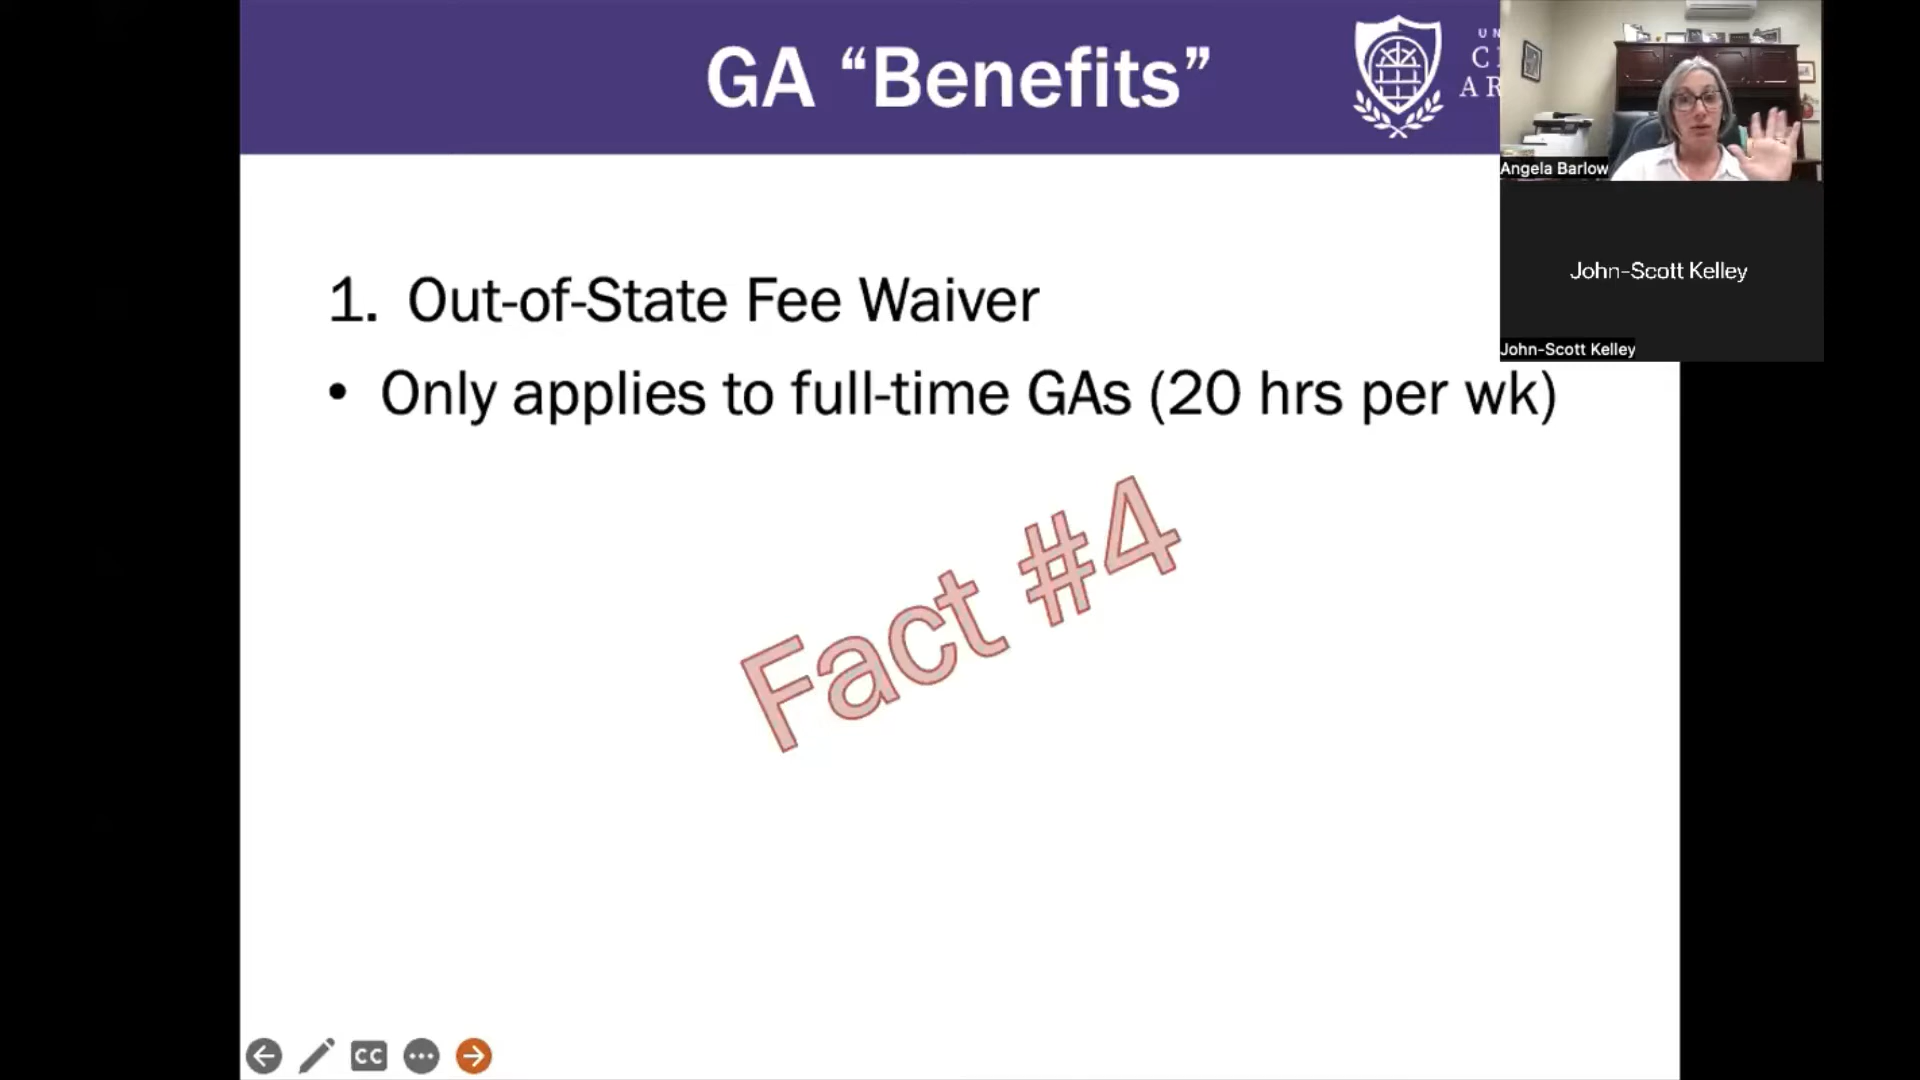 GA “Benefits”
Angela Barlow
John-Scott Kelley
John-Scott Kelley
1. Out-of-State Fee Waiver
• Only applies to full-time GAs (20 hrs per wk)
Fact #4
CC